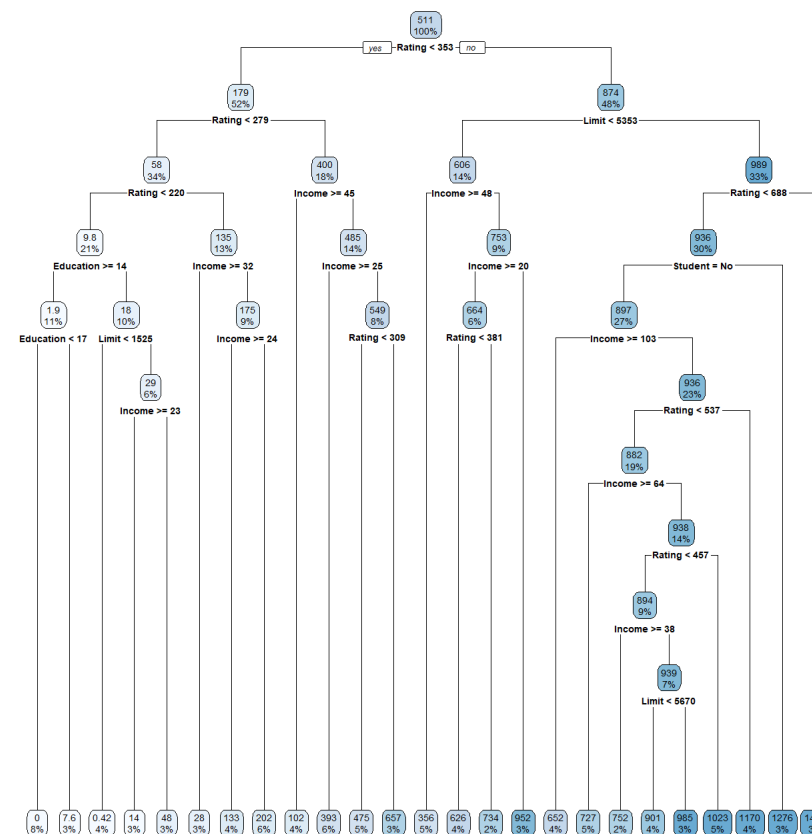 511
100%
yes Rating < 353 no
179
52%
874
48%
Rating < 279
Limit < 5353
58
34%
400
18%
606
14%
989
33%
Rating < 220
Income >= 45
Income >= 48
Rating < 688
9.8
21%
135
13%
485
14%
753
9%
936
30%
Education >= 14
Income >= 32
Income >= 25
Income >= 20
Student = No
1.9
11%
18
10%
175
9%
549
8%
664
6%
897
27%
Education < 17
Limit < 1525
Income >= 24
Rating < 309
Rating < 381
Income >= 103
29
6%
936
23%
Income >= 23
Rating < 537
882
19%
Income >= 64
938
14%
Rating < 457
894
9%
Income >= 38
939
7%
Limit < 5670
0 7.6 0.42 14 48 28 133 202 102 393 475 657 356 626 734 952 652 727 752 901 985 1023 1170 1276
8% 3% 4% 3% 3% 3% 4% 6% 4% 6% 5% 3% 5% 4% 2% 3% 4% 5% 2% 4% 3% 5% 4% 3%